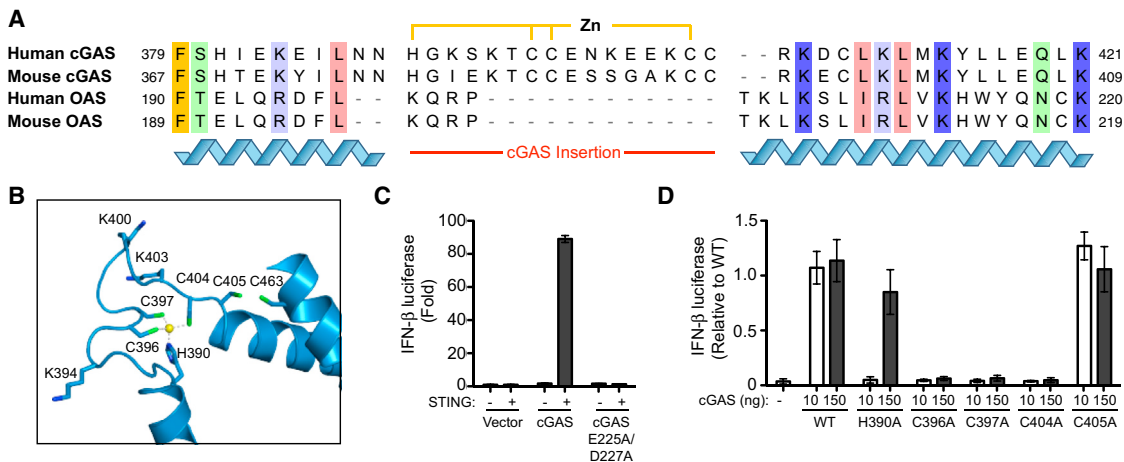 A
Zn
Human cGAS 379 F S H I E K E I L N N H G K S K T C C E N K E E K C C - - R K D C L K L M K Y L L E Q L K 421
Mouse cGAS 367 F S H T E K Y I L N N H G I E K T C C E S S G A K C C - - R K E C L K L M K Y L L E Q L K 409
Human OAS 190 F T E L Q R D F L - - K Q R P - - - - - - - - - - - - T K L K S L I R L V K H W Y Q N C K 220
Mouse OAS 189 F T E L Q R D F L - - K Q R P - - - - - - - - - - - - T K L K S L I R L V K H W Y Q N C K 219
cGAS Insertion
B
K400
K403
C404 C405 C463
C397
C396 H390
K394
C
IFN-β luciferase
(Fold)
100
80
60
40
20
0
STING: - + - + - +
Vector cGAS cGAS
E225A/
D227A
D
IFN-β luciferase
(Relative to WT)
1.5
1.0
0.5
0
cGAS (ng): - 10 150 10 150 10 150 10 150 10 150 10 150
WT H390A C396A C397A C404A C405A